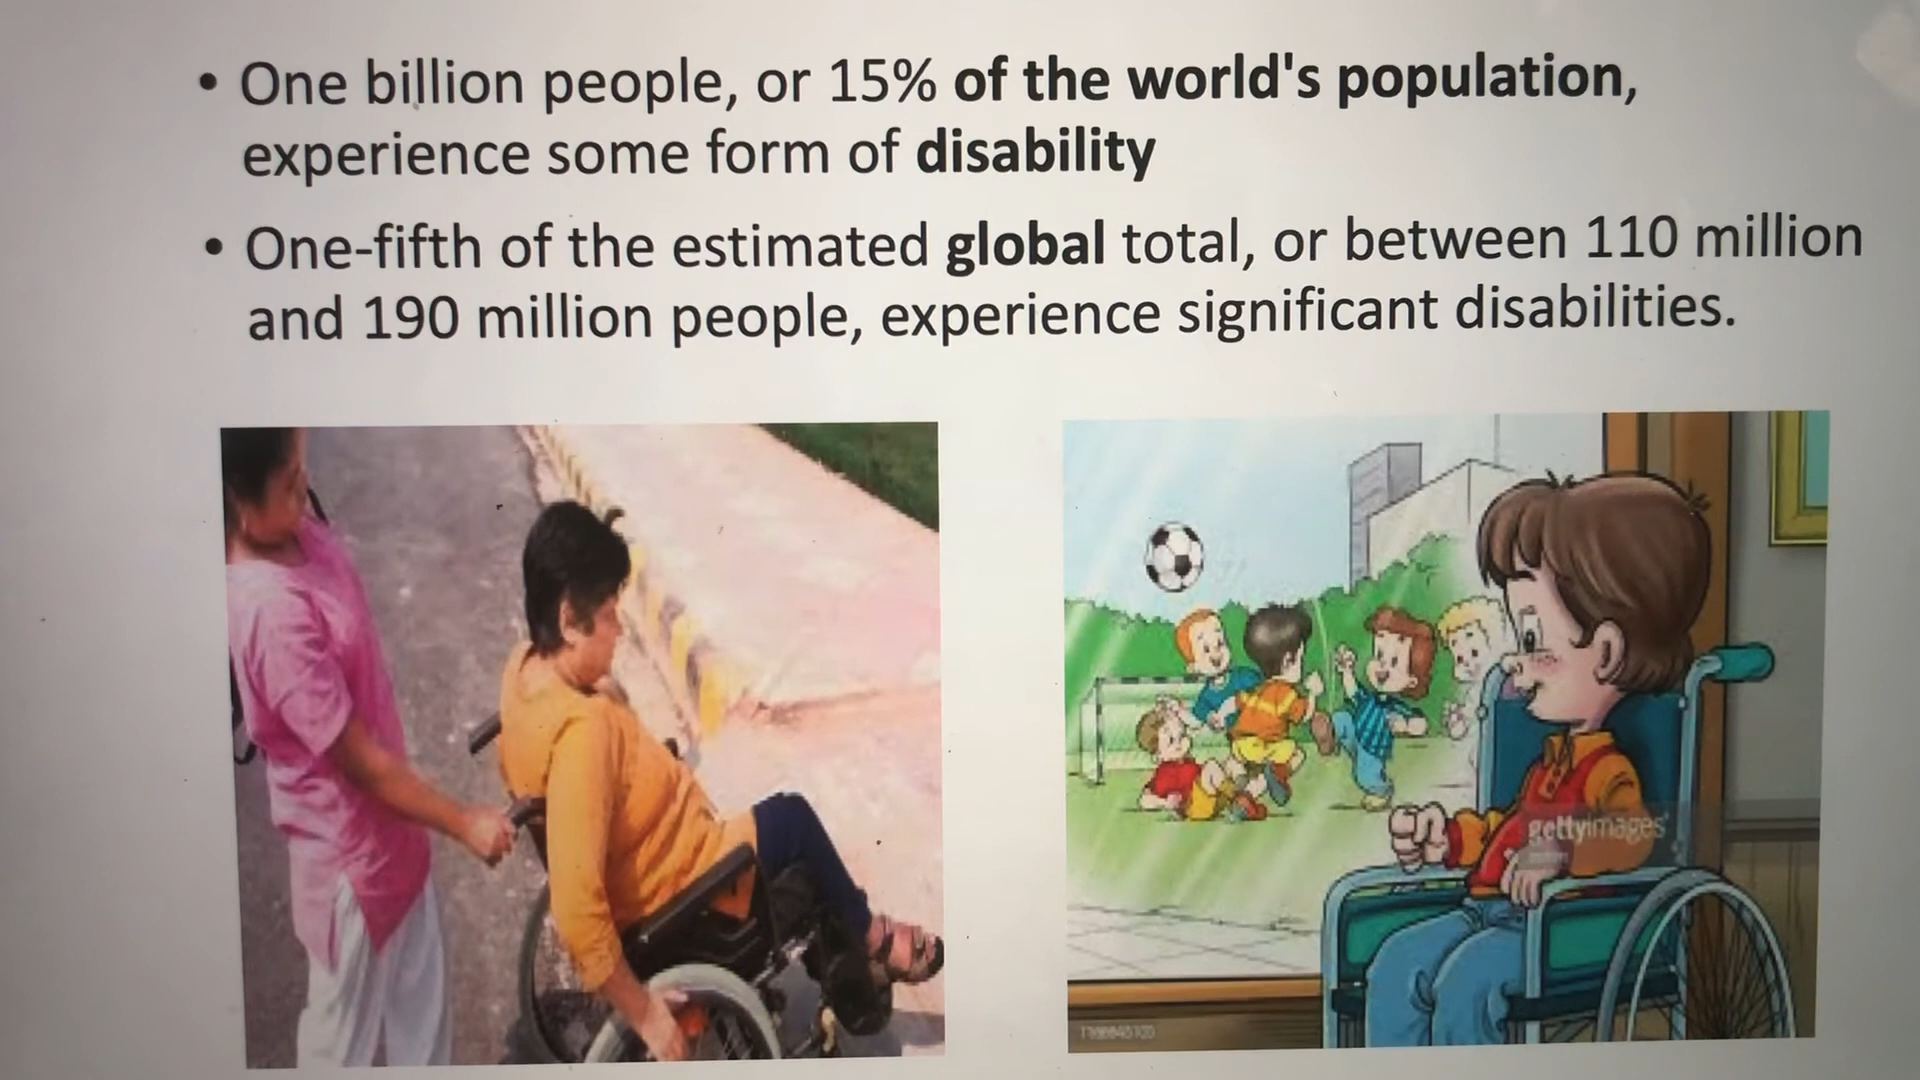 • One billion people, or 15% of the world's population,
experience some form of disability
• One-fifth of the estimated global total, or between 110 million
and 190 million people, experience significant disabilities.
gettyimages